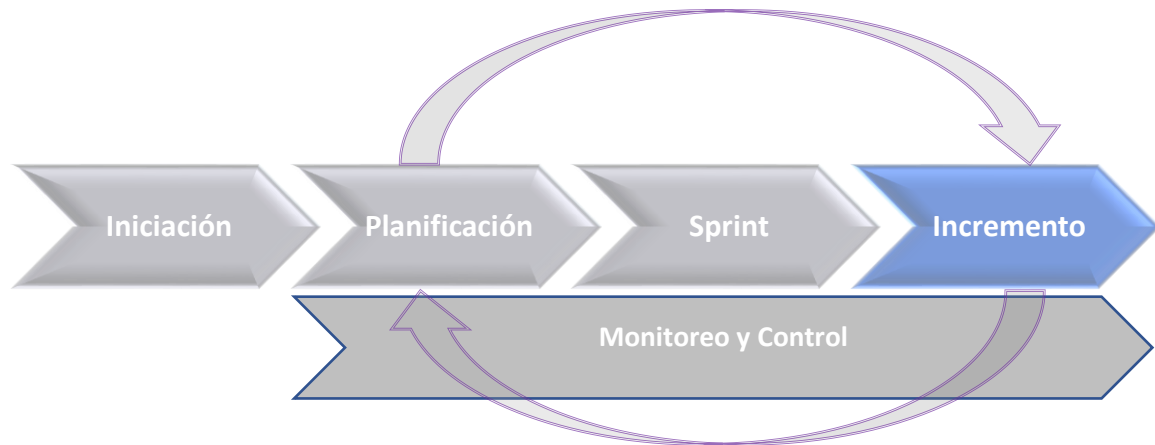 Iniciación
Planificación
Sprint
Incremento
Monitoreo y Control